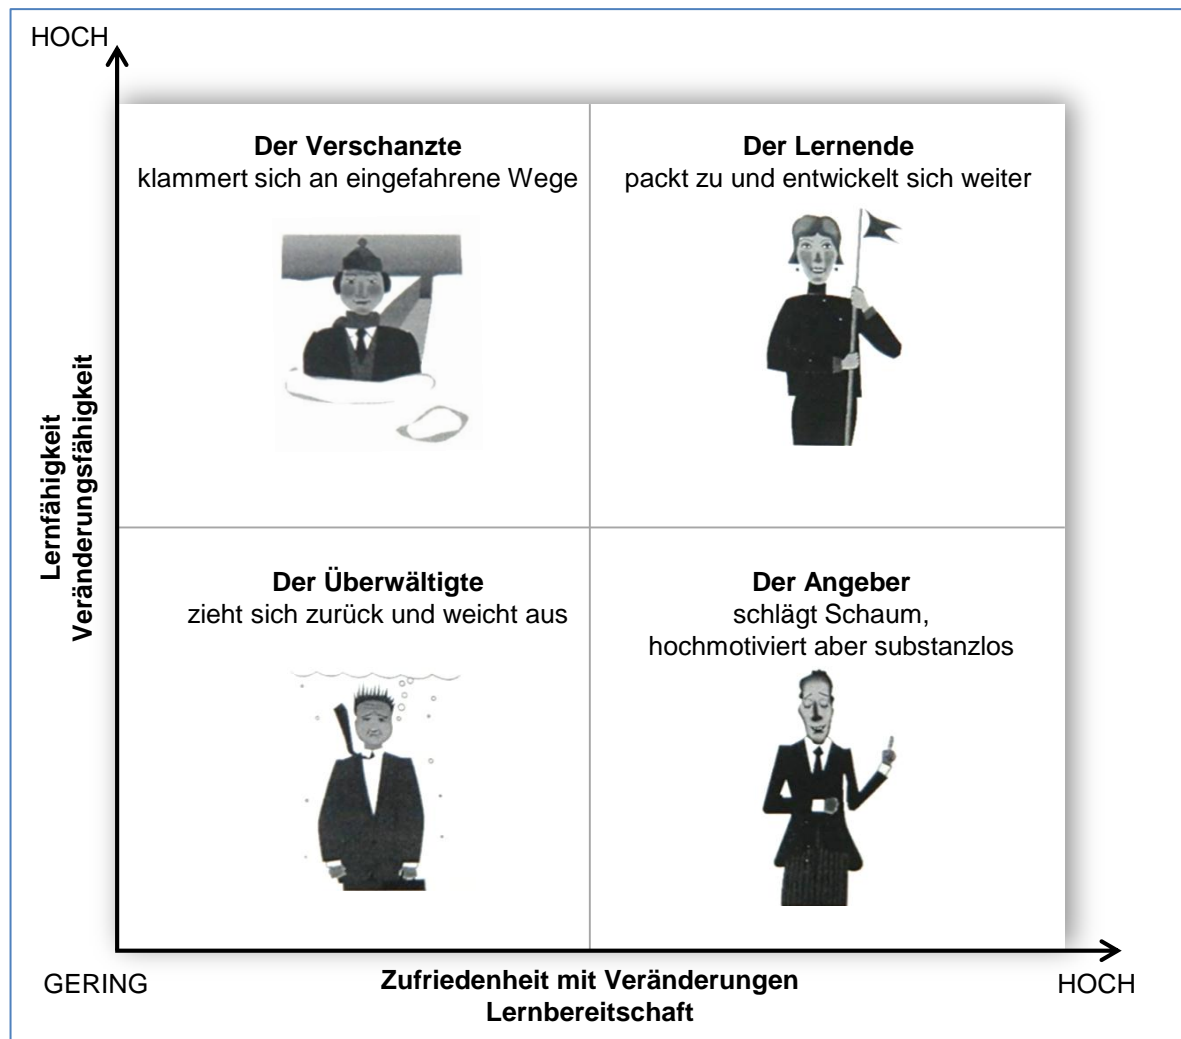 HOCH
Der Verschanzte
klammert sich an eingefahrene Wege
Der Lernende
packt zu und entwickelt sich weiter
Lernfähigkeit
Veränderungsfähigkeit
Der Überwältigte
zieht sich zurück und weicht aus
Der Angeber
schlägt Schaum,
hochmotiviert aber substanzlos
GERING
Zufriedenheit mit Veränderungen
Lernbereitschaft
HOCH